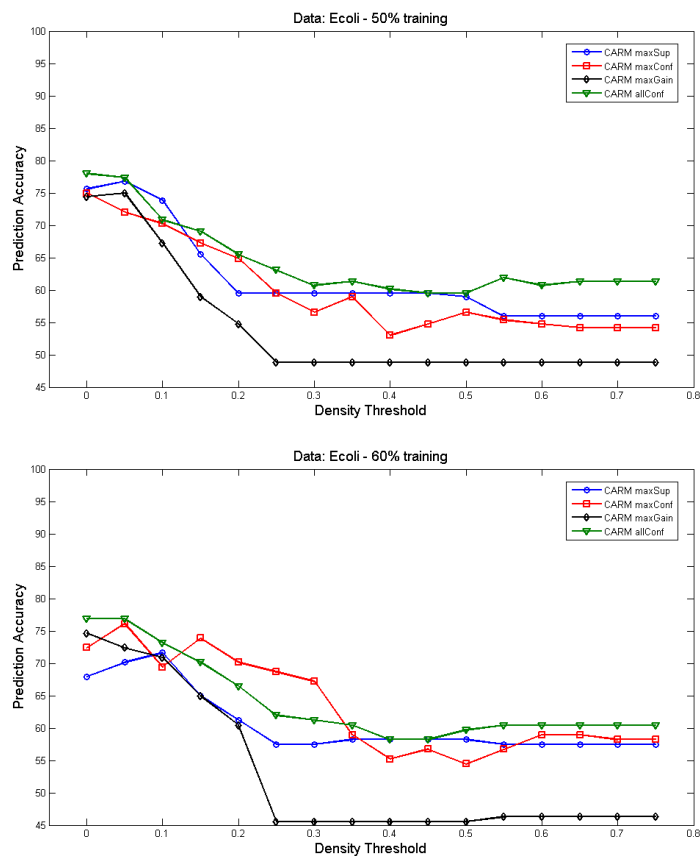 Data: Ecoli - 50% training
100
95
90
85
80
75
70
65
60
55
50
45
Prediction Accuracy
CARM maxSup
CARM maxConf
CARM maxGain
CARM allConf
0 0.1 0.2 0.3 0.4 0.5 0.6 0.7 0.8
Density Threshold
Data: Ecoli - 60% training
100
95
90
85
80
75
70
65
60
55
50
45
Prediction Accuracy
CARM maxSup
CARM maxConf
CARM maxGain
CARM allConf
0 0.1 0.2 0.3 0.4 0.5 0.6 0.7 0.8
Density Threshold